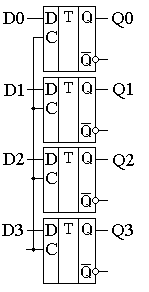 D0 D T Q Q0
C
Q̅
D1 D T Q Q1
C
Q̅
D2 D T Q Q2
C
Q̅
D3 D T Q Q3
C
Q̅